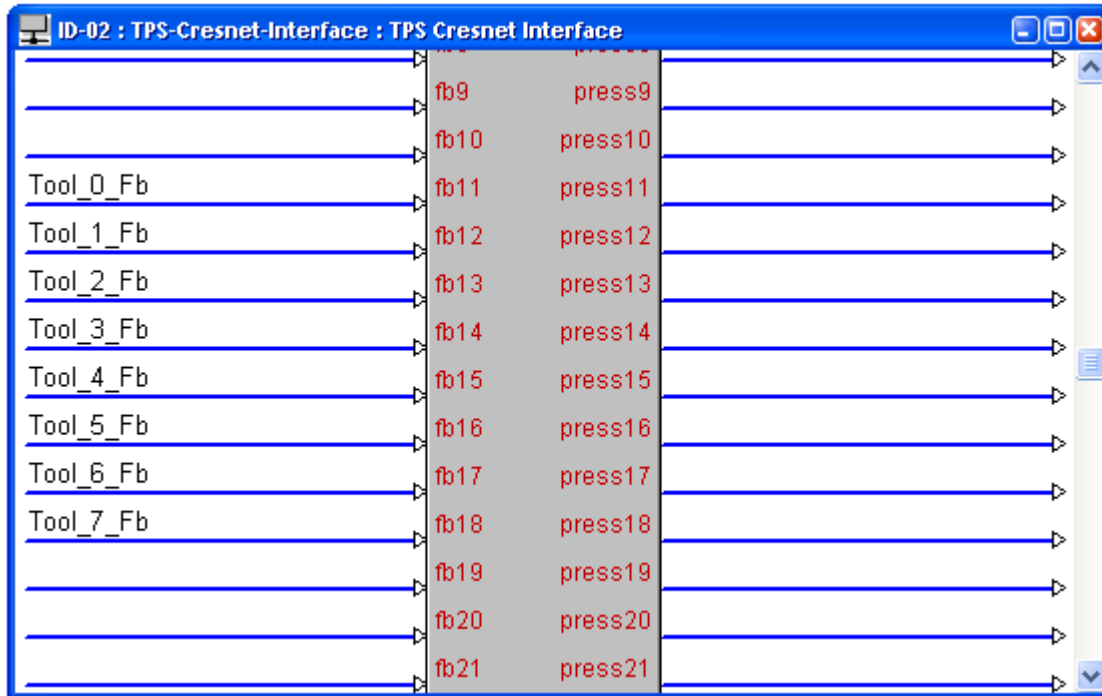 ID-02 : TPS-Cresnet-Interface : TPS Cresnet Interface
fb9 press9
fb10 press10
Tool_0_Fb fb11 press11
Tool_1_Fb fb12 press12
Tool_2_Fb fb13 press13
Tool_3_Fb fb14 press14
Tool_4_Fb fb15 press15
Tool_5_Fb fb16 press16
Tool_6_Fb fb17 press17
Tool_7_Fb fb18 press18
fb19 press19
fb20 press20
fb21 press21